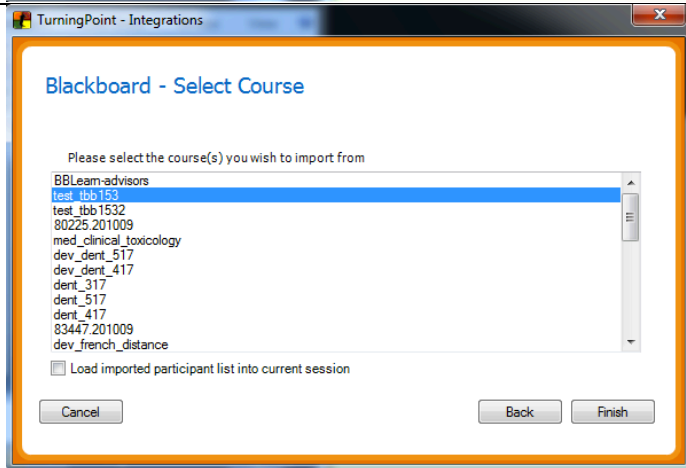 TurningPoint - Integrations
Blackboard - Select Course
Please select the course(s) you wish to import from
BBLearn-advisors
test_tbb153
test_tbb1532
80225.201009
med_clinical_toxicology
dev_dent_517
dev_dent_417
dent_317
dent_517
dent_417
83447.201009
dev_french_distance
Load imported participant list into current session
Cancel Back Finish